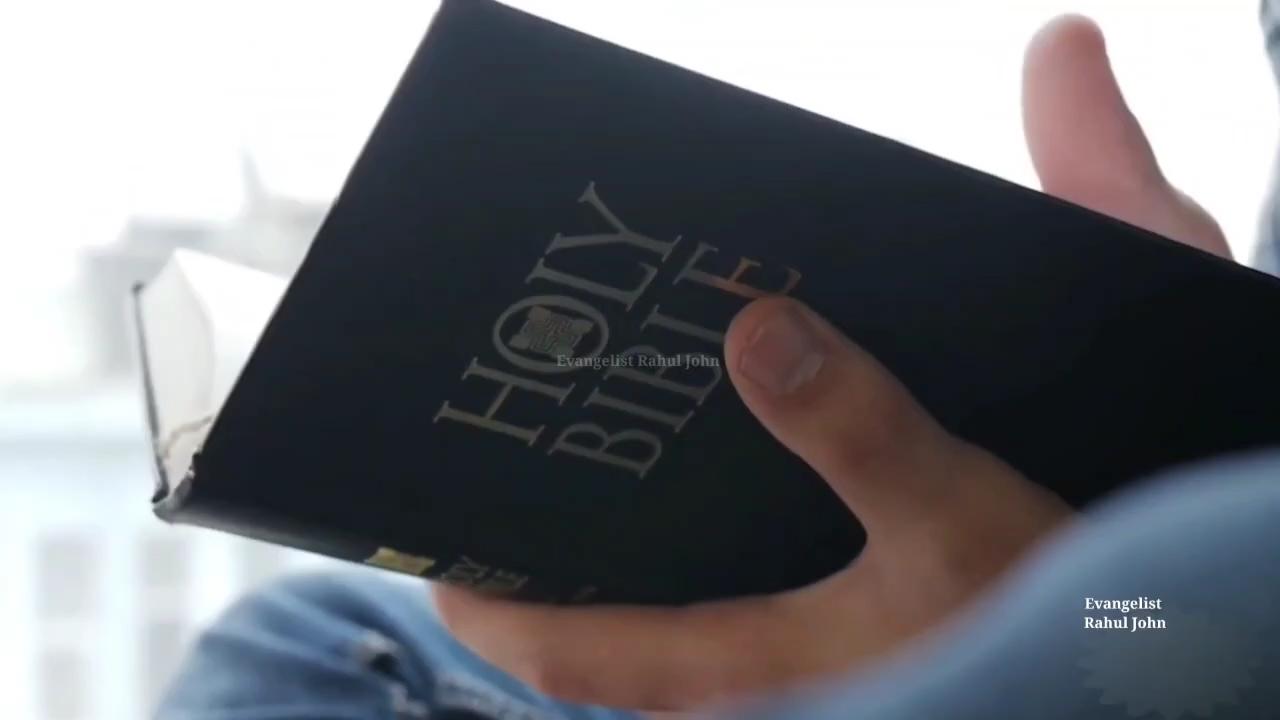 HOLY
BIBLE
Evangelist Rahul John
Evangelist
Rahul John